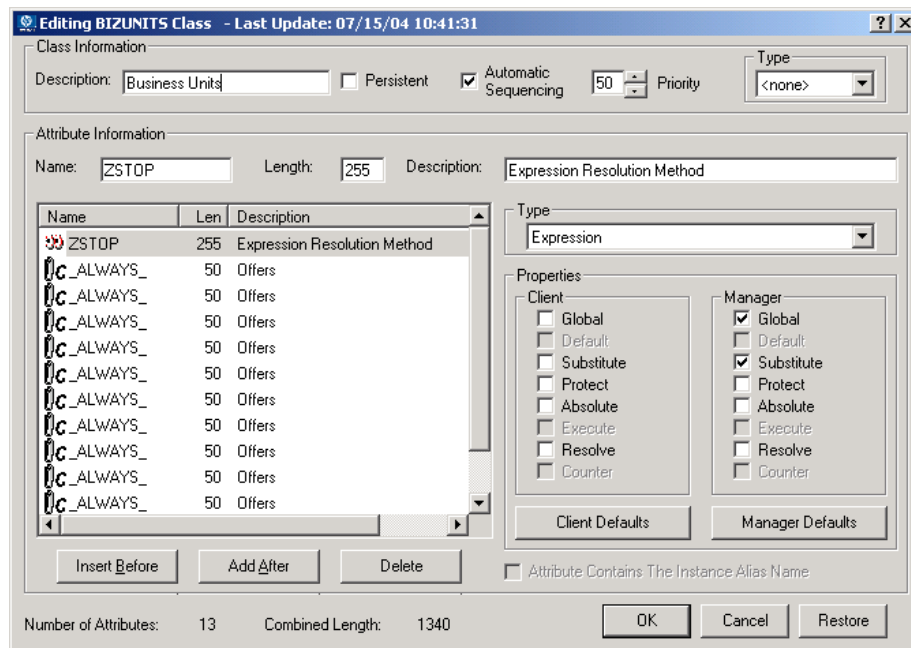 Editing BIZUNITS Class - Last Update: 07/15/04 10:41:31
Class Information
Description: Business Units Persistent Automatic Sequencing 50 Priority
Type
<none>
Attribute Information
Name: ZSTOP Length: 255 Description: Expression Resolution Method
Name Len Description
ZSTOP 255 Expression Resolution Method
_ALWAYS_ 50 Offers
_ALWAYS_ 50 Offers
_ALWAYS_ 50 Offers
_ALWAYS_ 50 Offers
_ALWAYS_ 50 Offers
_ALWAYS_ 50 Offers
_ALWAYS_ 50 Offers
_ALWAYS_ 50 Offers
_ALWAYS_ 50 Offers
_ALWAYS_ 50 Offers
Type
Expression
Properties
Client
Global
Default
Substitute
Protect
Absolute
Execute
Resolve
Counter
Manager
Global
Default
Substitute
Protect
Absolute
Execute
Resolve
Counter
Client Defaults Manager Defaults
Insert Before Add After Delete
Attribute Contains The Instance Alias Name
Number of Attributes: 13 Combined Length: 1340
OK Cancel Restore